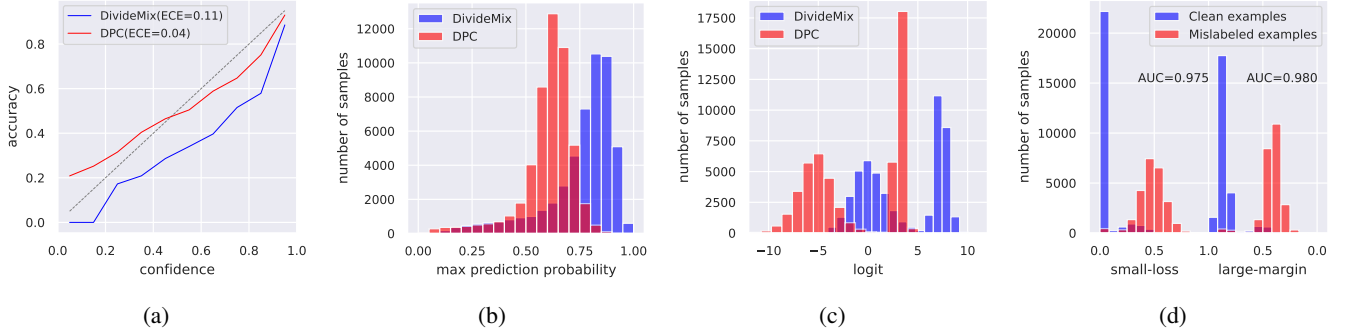 DivideMix(ECE=0.11)
DPC(ECE=0.04)
accuracy
0.8
0.6
0.4
0.2
0.0
0.0 0.2 0.4 0.6 0.8 1.0
confidence
(a)
DivideMix
DPC
number of samples
12000
10000
8000
6000
4000
2000
0
0.00 0.25 0.50 0.75 1.00
max prediction probability
(b)
DivideMix
DPC
number of samples
17500
15000
12500
10000
7500
5000
2500
0
−10 −5 0 5 10
logit
(c)
Clean examples
Mislabeled examples
AUC=0.975 AUC=0.980
number of samples
20000
15000
10000
5000
0
0.0 0.5 1.0 0.5 0.0
small-loss large-margin
(d)